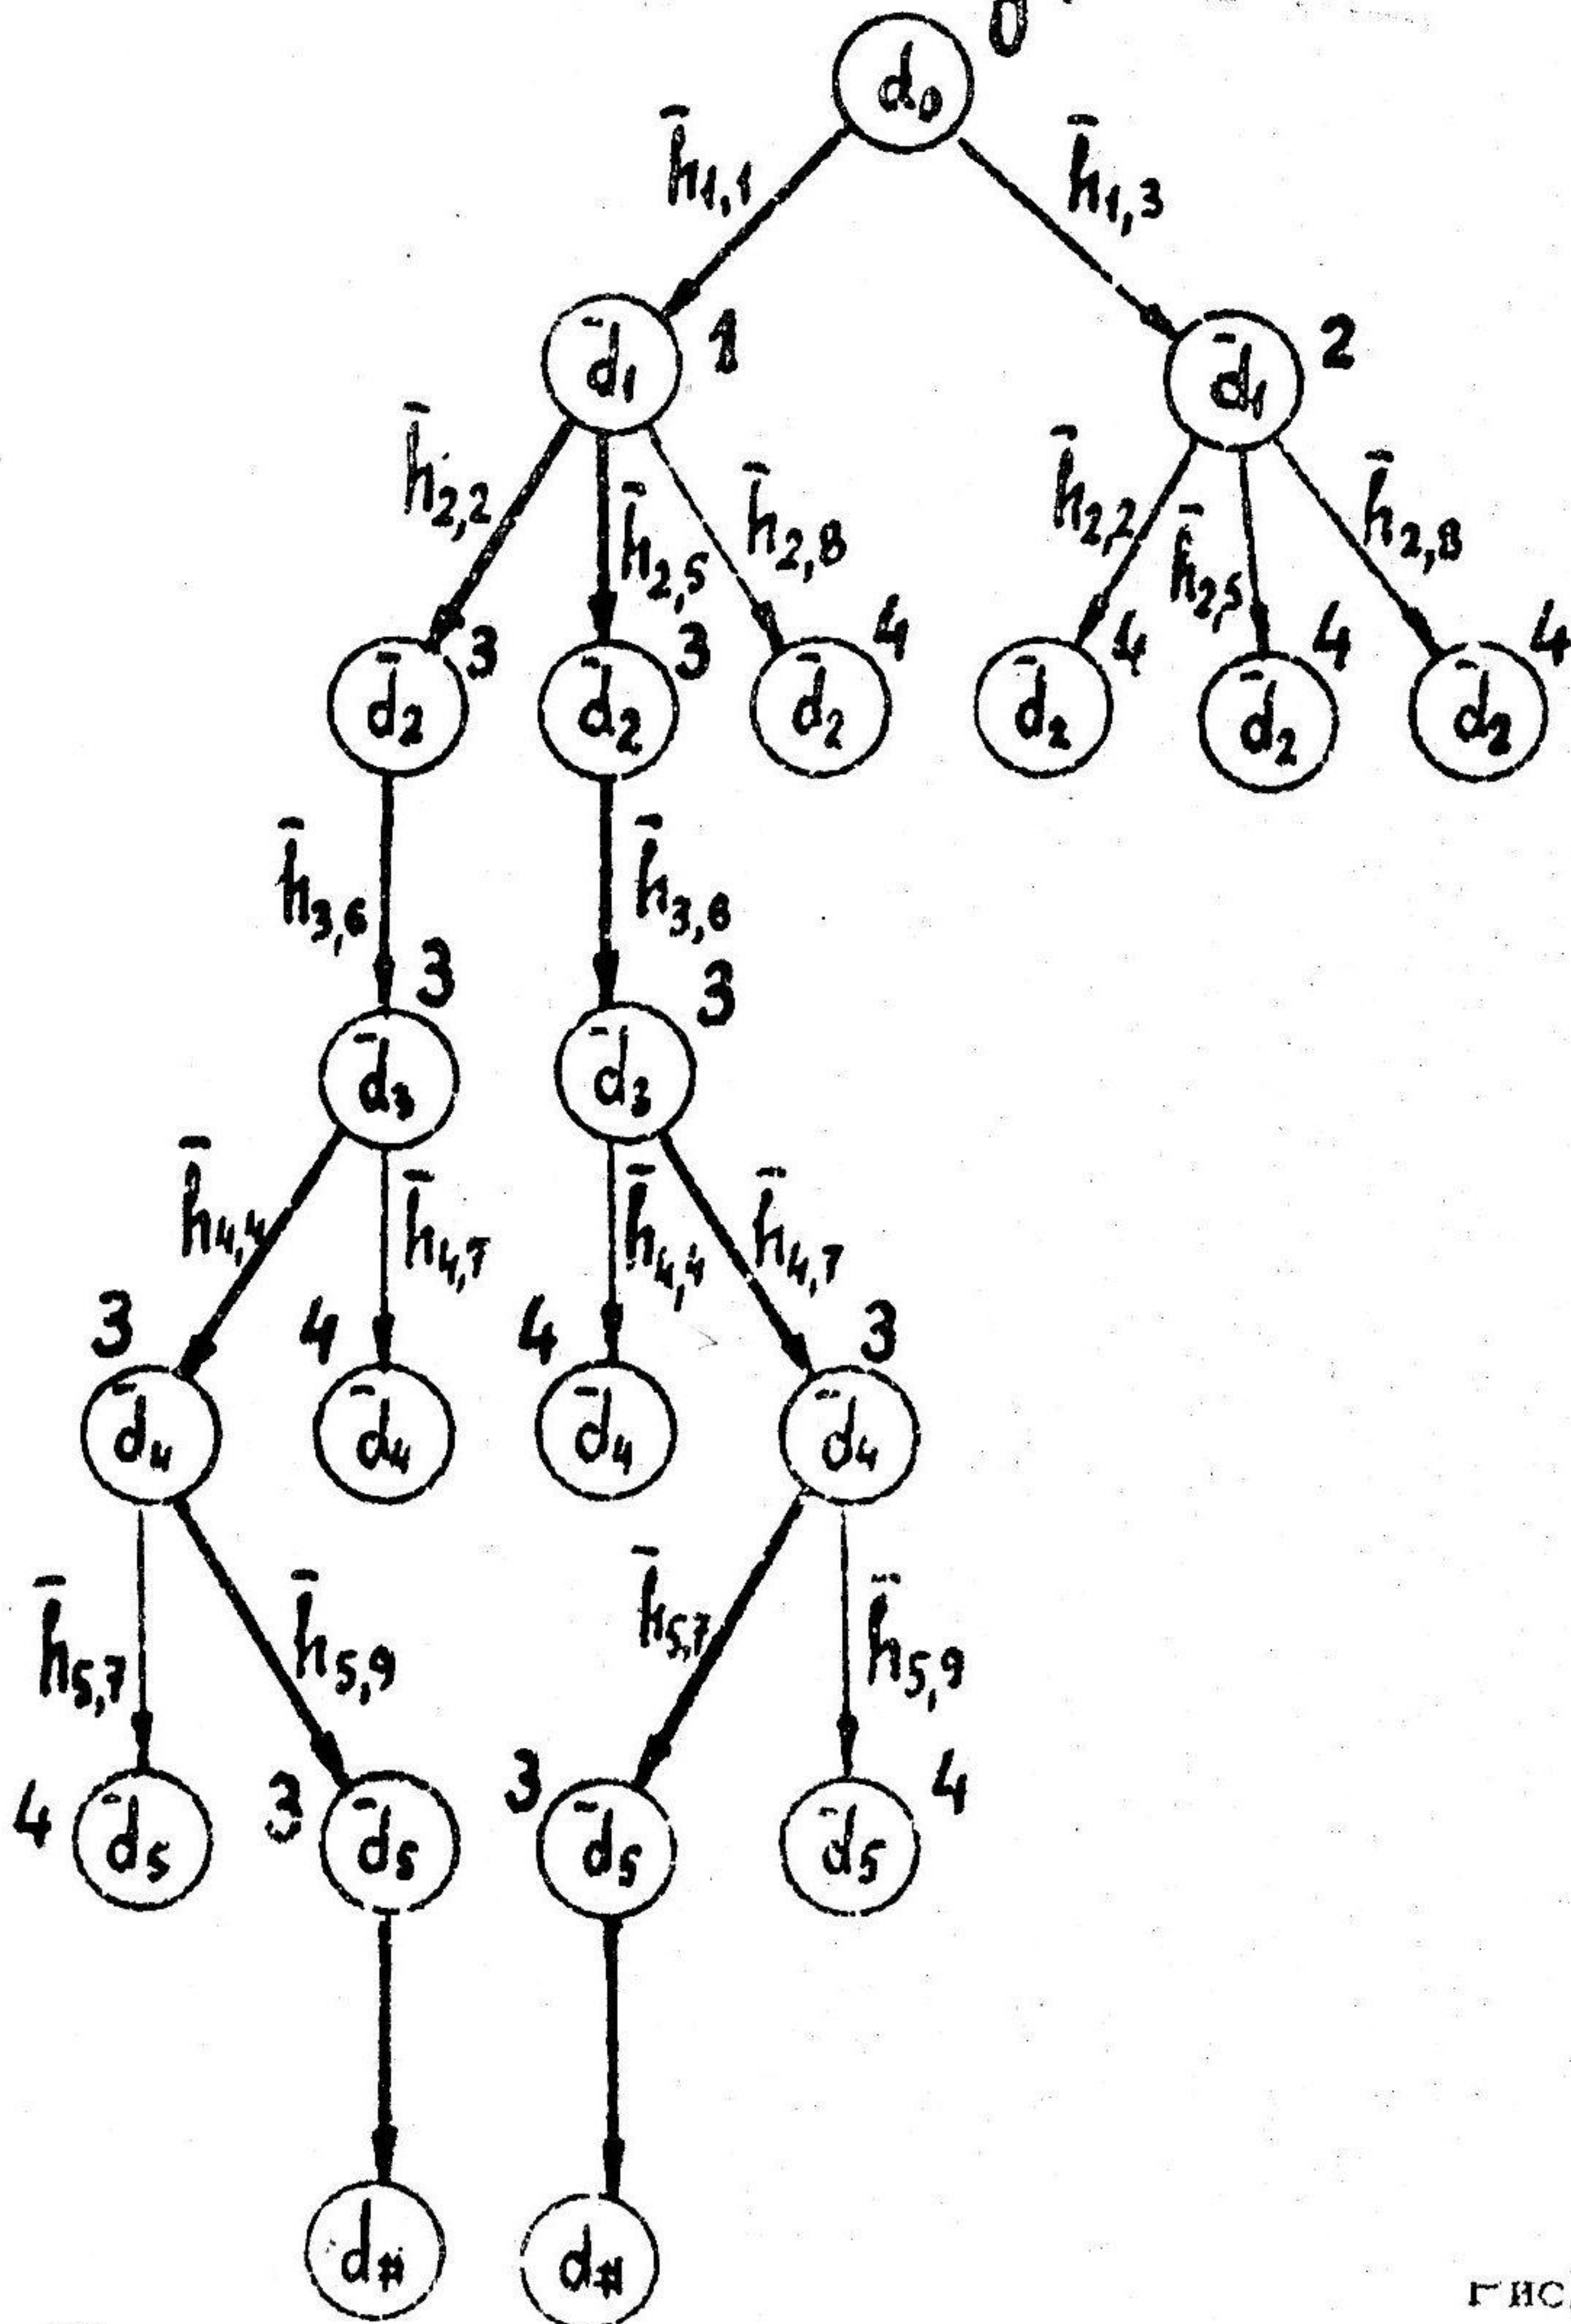 0
d₀
h̄₁,₁ h̄₁,₃
d̄₁ 1 d̄₁ 2
h̄₂,₂ h̄₂,₅ h̄₂,₈ h̄₂,₂ h̄₂,₅ h̄₂,₈
3 3 4 4 4 4
d̄₂ d̄₂ d̄₂ d̄₂ d̄₂ d̄₂
h̄₃,₆ h̄₃,₆
3 3
d̄₃ d̄₃
h̄₄,₄ h̄₄,₇ h̄₄,₄ h̄₄,₇
3 4 4 3
d̄₄ d̄₄ d̄₄ d̄₄
h̄₅,₇ h̄₅,₉ h̄₅,₇ h̄₅,₉
4 d̄₅ 3 d̄₅ 3 d̄₅ d̄₅ 4
d# d#